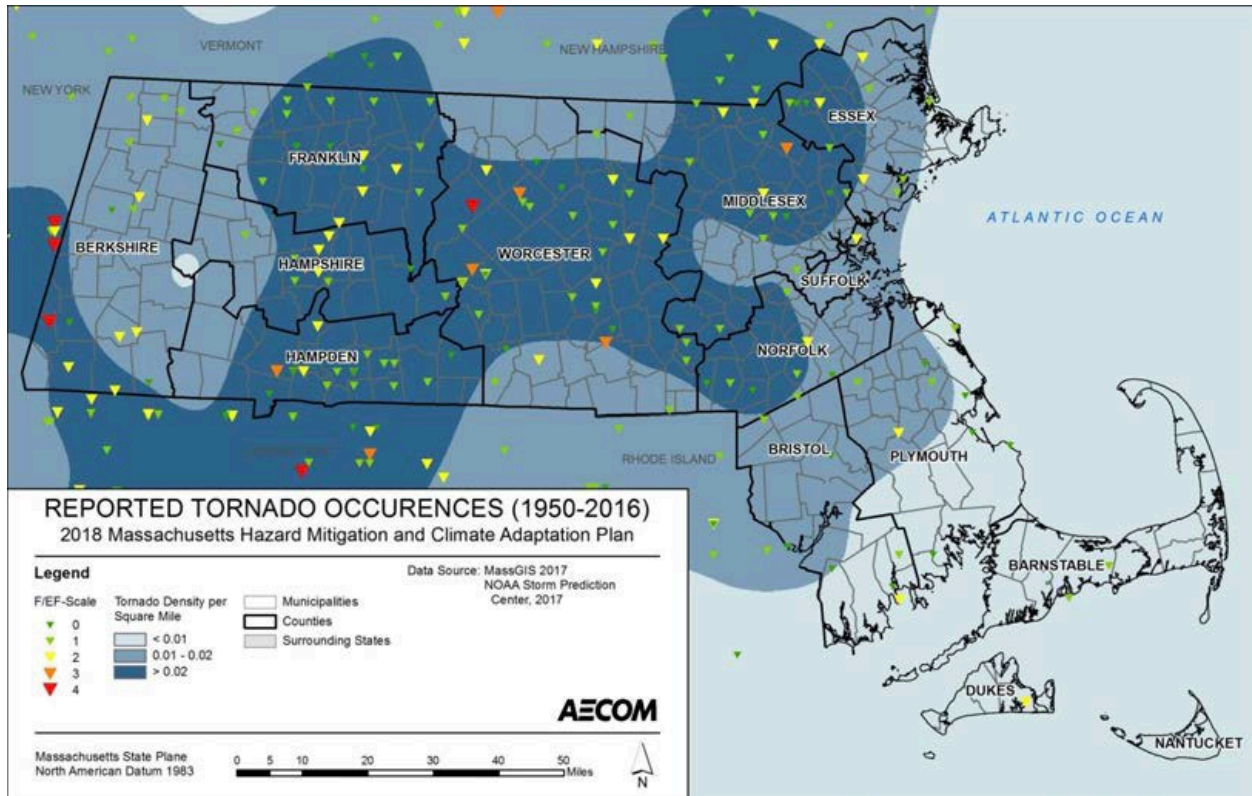 VERMONT
NEW HAMPSHIRE
NEW YORK
ESSEX
FRANKLIN
MIDDLESEX
ATLANTIC OCEAN
BERKSHIRE
WORCESTER
HAMPSHIRE
SUFFOLK
NORFOLK
HAMPDEN
BRISTOL
PLYMOUTH
RHODE ISLAND
BARNSTABLE
DUKES
NANTUCKET
REPORTED TORNADO OCCURENCES (1950-2016)
2018 Massachusetts Hazard Mitigation and Climate Adaptation Plan
Legend
F/EF-Scale
0
1
2
3
4
Tornado Density per
Square Mile
< 0.01
0.01 - 0.02
> 0.02
Municipalities
Counties
Surrounding States
Data Source: MassGIS 2017
NOAA Storm Prediction
Center, 2017
AECOM
Massachusetts State Plane
North American Datum 1983
0 5 10 20 30 40 50
Miles
N